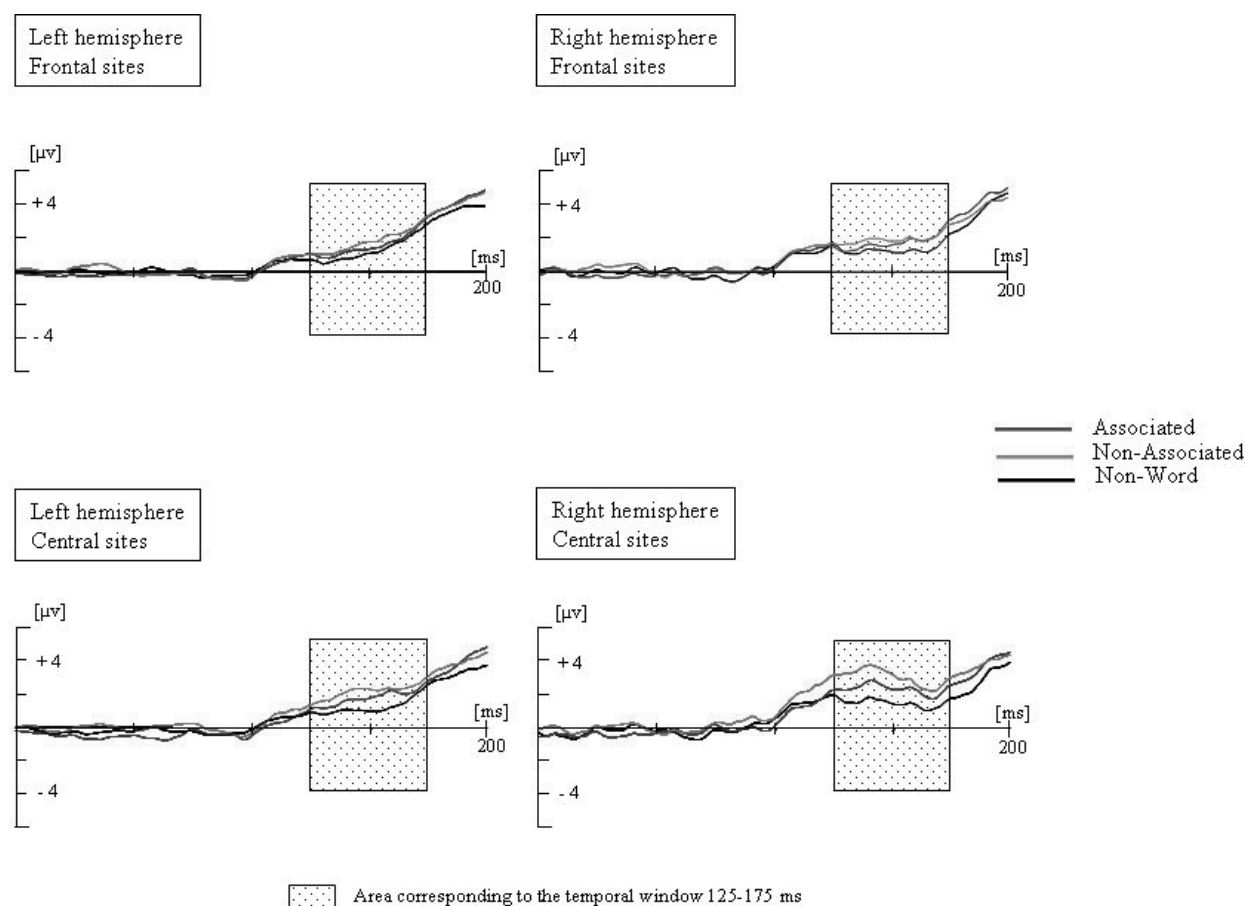 Left hemisphere
Frontal sites
Right hemisphere
Frontal sites
[μv]
+4
[ms]
200
- 4
[μv]
+4
[ms]
200
- 4
Associated
Non-Associated
Non-Word
Left hemisphere
Central sites
Right hemisphere
Central sites
[μv]
+4
[ms]
200
- 4
[μv]
+4
[ms]
200
- 4
Area corresponding to the temporal window 125-175 ms